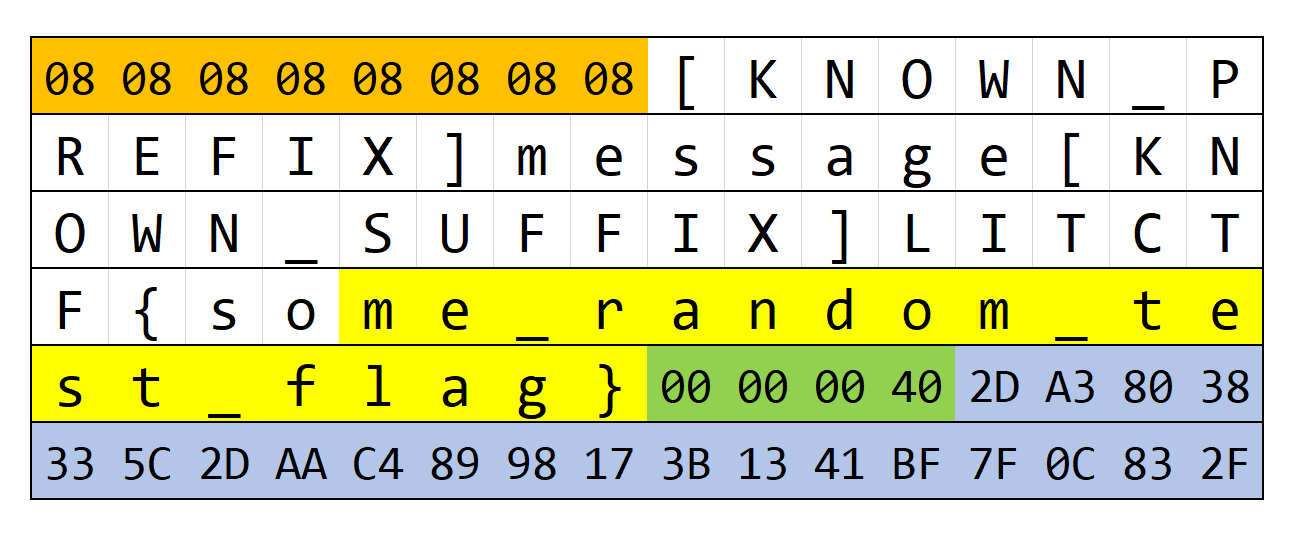 08 08 08 08 08 08 08 08 [ K N O W N _ P
R E F I X ] m e s s a g e [ K N
O W N _ S U F F I X ] L I T C T
F { s o m e _ r a n d o m _ t e
s t _ f l a g } 00 00 00 40 2D A3 80 38
33 5C 2D AA C4 89 98 17 3B 13 41 BF 7F 0C 83 2F